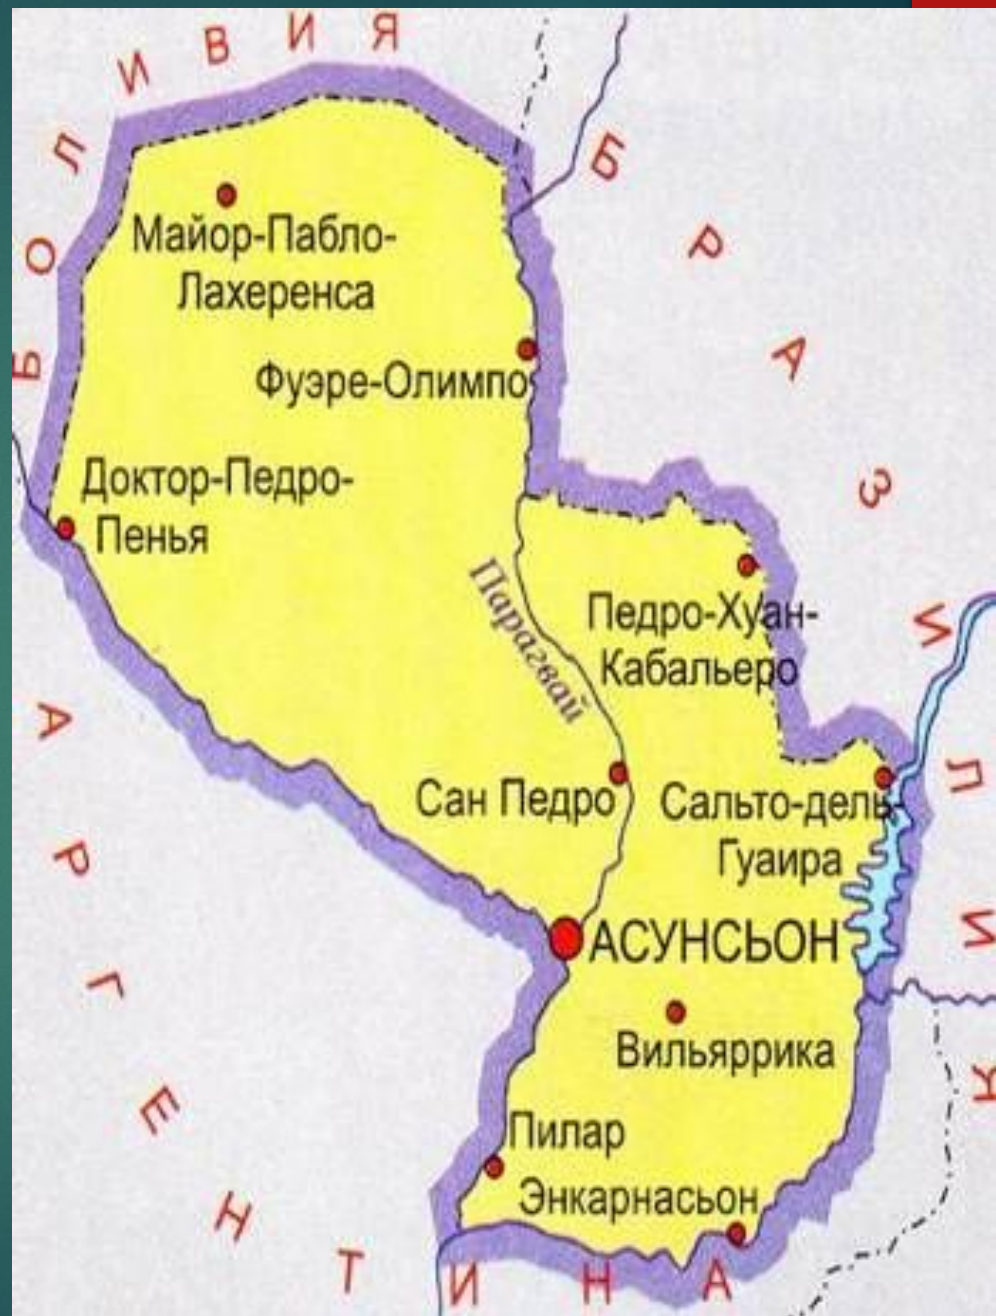 БОЛИВИЯ
БРАЗИЛИЯ
Майор-Пабло-
Лахеренса
Фуэре-Олимпо
Доктор-Педро-
Пенья
Парагвай
Педро-Хуан-
Кабальеро
Сан Педро
Сальто-дель-
Гуаира
АСУНСЬОН
Вильяррика
Пилар
Энкарнасьон
АРГЕНТИНА